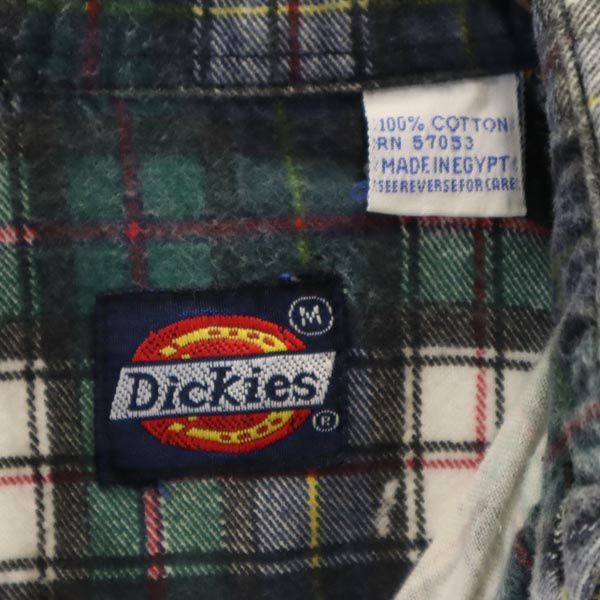 100% COTTON
RN 57053
MADE IN EGYPT
SEE REVERSE FOR CARE
M
Dickies
®